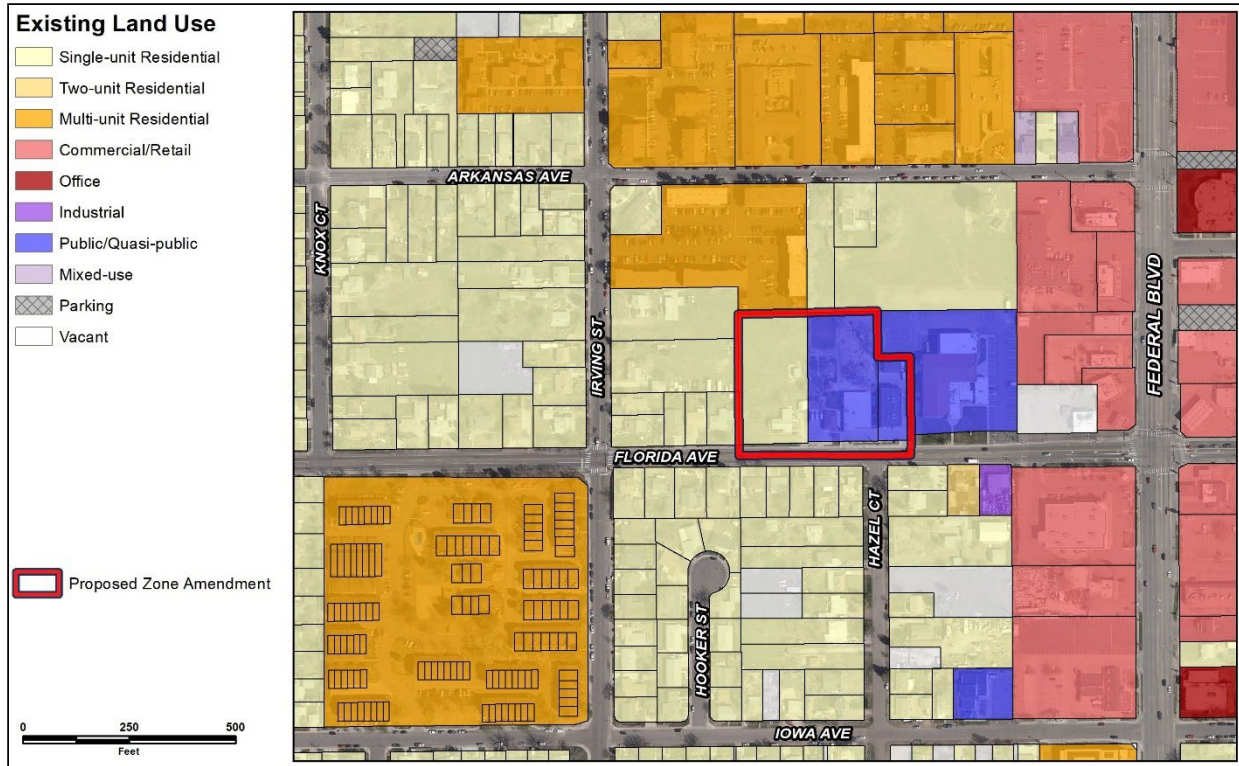 Existing Land Use
Single-unit Residential
Two-unit Residential
Multi-unit Residential
Commercial/Retail
Office
Industrial
Public/Quasi-public
Mixed-use
Parking
Vacant
Proposed Zone Amendment
0 250 500
Feet
ARKANSAS AVE
KNOX CT
IRVING ST
FEDERAL BLVD
FLORIDA AVE
HAZEL CT
HOOKER ST
IOWA AVE